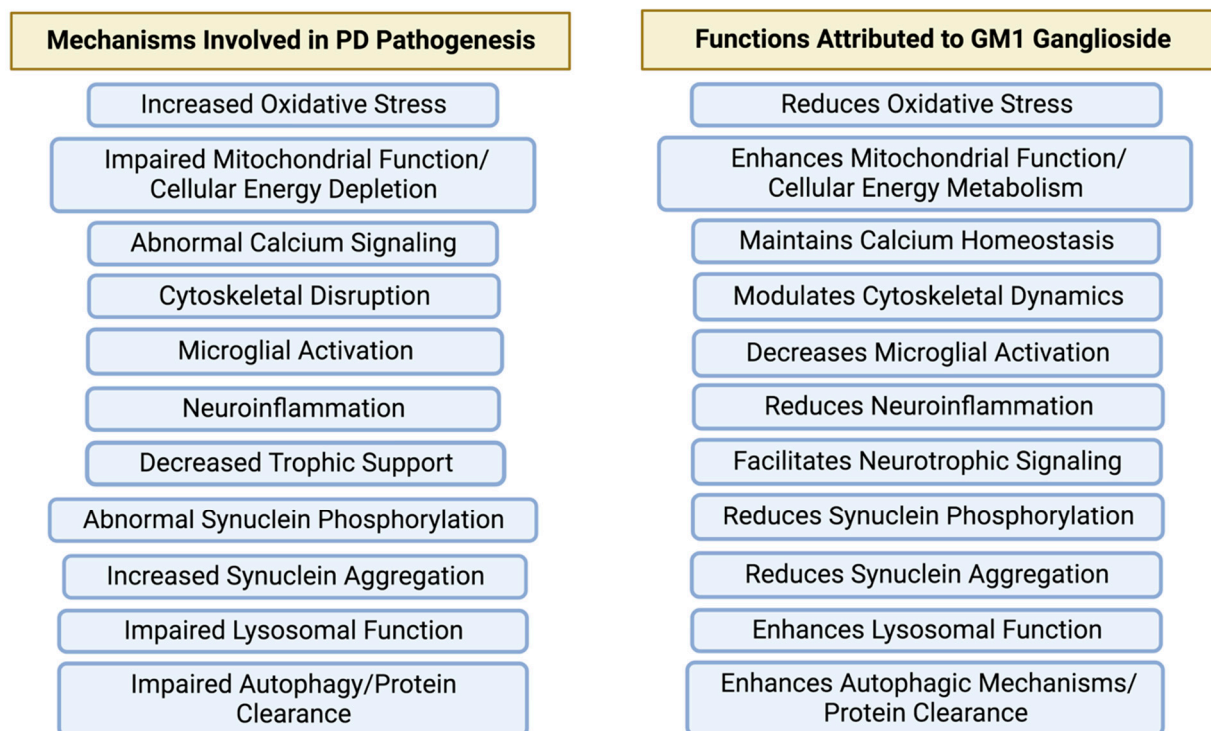 Mechanisms Involved in PD Pathogenesis
Increased Oxidative Stress
Impaired Mitochondrial Function/
Cellular Energy Depletion
Abnormal Calcium Signaling
Cytoskeletal Disruption
Microglial Activation
Neuroinflammation
Decreased Trophic Support
Abnormal Synuclein Phosphorylation
Increased Synuclein Aggregation
Impaired Lysosomal Function
Impaired Autophagy/Protein
Clearance
Functions Attributed to GM1 Ganglioside
Reduces Oxidative Stress
Enhances Mitochondrial Function/
Cellular Energy Metabolism
Maintains Calcium Homeostasis
Modulates Cytoskeletal Dynamics
Decreases Microglial Activation
Reduces Neuroinflammation
Facilitates Neurotrophic Signaling
Reduces Synuclein Phosphorylation
Reduces Synuclein Aggregation
Enhances Lysosomal Function
Enhances Autophagic Mechanisms/
Protein Clearance